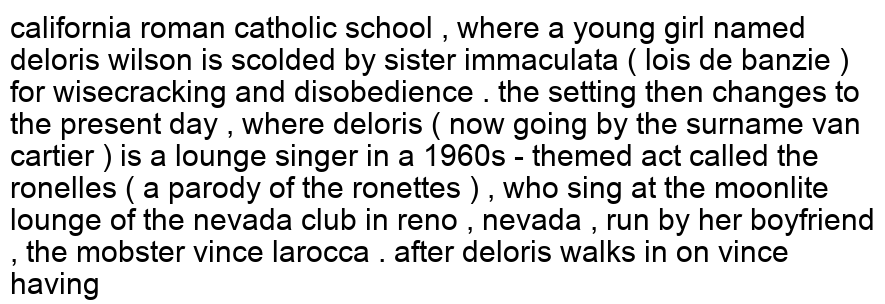 california roman catholic school , where a young girl named
deloris wilson is scolded by sister immaculata ( lois de banzie )
for wisecracking and disobedience . the setting then changes to
the present day , where deloris ( now going by the surname van
cartier ) is a lounge singer in a 1960s - themed act called the
ronelles ( a parody of the ronettes ) , who sing at the moonlite
lounge of the nevada club in reno , nevada , run by her boyfriend
, the mobster vince larocca . after deloris walks in on vince
having